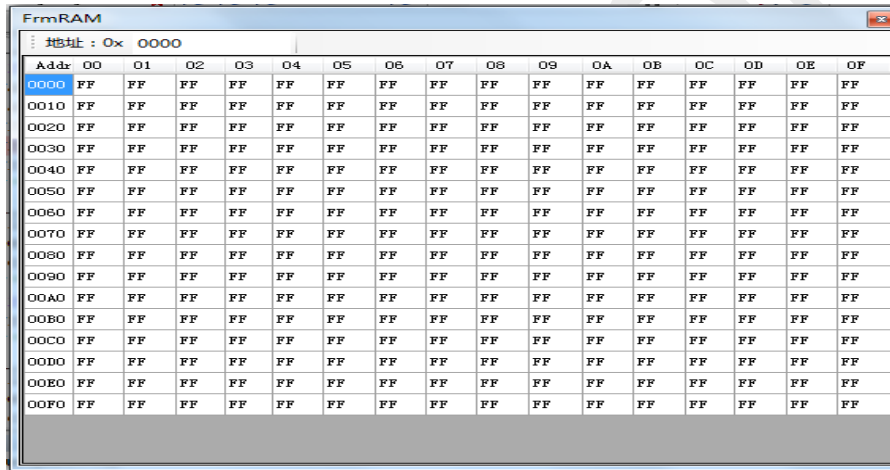 FrmRAM
地址：0x 0000
Addr 00 01 02 03 04 05 06 07 08 09 0A 0B 0C 0D 0E 0F
0000 FF FF FF FF FF FF FF FF FF FF FF FF FF FF FF FF
0010 FF FF FF FF FF FF FF FF FF FF FF FF FF FF FF FF
0020 FF FF FF FF FF FF FF FF FF FF FF FF FF FF FF FF
0030 FF FF FF FF FF FF FF FF FF FF FF FF FF FF FF FF
0040 FF FF FF FF FF FF FF FF FF FF FF FF FF FF FF FF
0050 FF FF FF FF FF FF FF FF FF FF FF FF FF FF FF FF
0060 FF FF FF FF FF FF FF FF FF FF FF FF FF FF FF FF
0070 FF FF FF FF FF FF FF FF FF FF FF FF FF FF FF FF
0080 FF FF FF FF FF FF FF FF FF FF FF FF FF FF FF FF
0090 FF FF FF FF FF FF FF FF FF FF FF FF FF FF FF FF
00A0 FF FF FF FF FF FF FF FF FF FF FF FF FF FF FF FF
00B0 FF FF FF FF FF FF FF FF FF FF FF FF FF FF FF FF
00C0 FF FF FF FF FF FF FF FF FF FF FF FF FF FF FF FF
00D0 FF FF FF FF FF FF FF FF FF FF FF FF FF FF FF FF
00E0 FF FF FF FF FF FF FF FF FF FF FF FF FF FF FF FF
00F0 FF FF FF FF FF FF FF FF FF FF FF FF FF FF FF FF